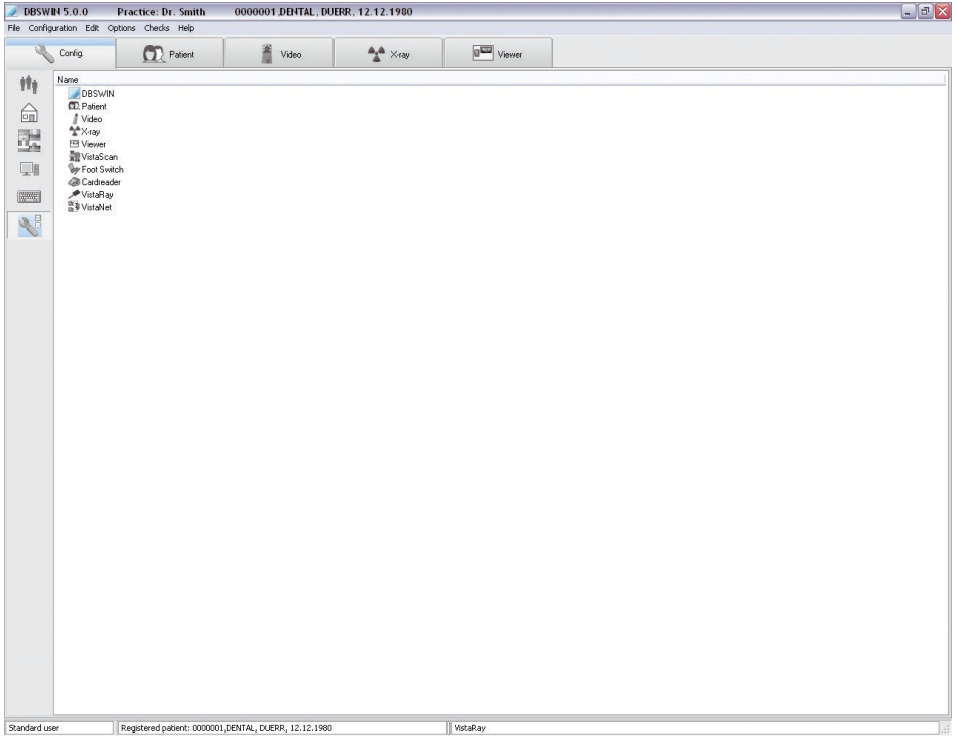 DBSWIN 5.0.0 Practice: Dr. Smith 0000001,DENTAL, DUERR, 12.12.1980
File Configuration Edit Options Checks Help
Config. Patient Video X-ray Viewer
Name
DBSWIN
Patient
Video
X-ray
Viewer
VistaScan
Foot Switch
Cardreader
VistaRay
VistaNet
Standard user Registered patient: 0000001,DENTAL, DUERR, 12.12.1980 VistaRay